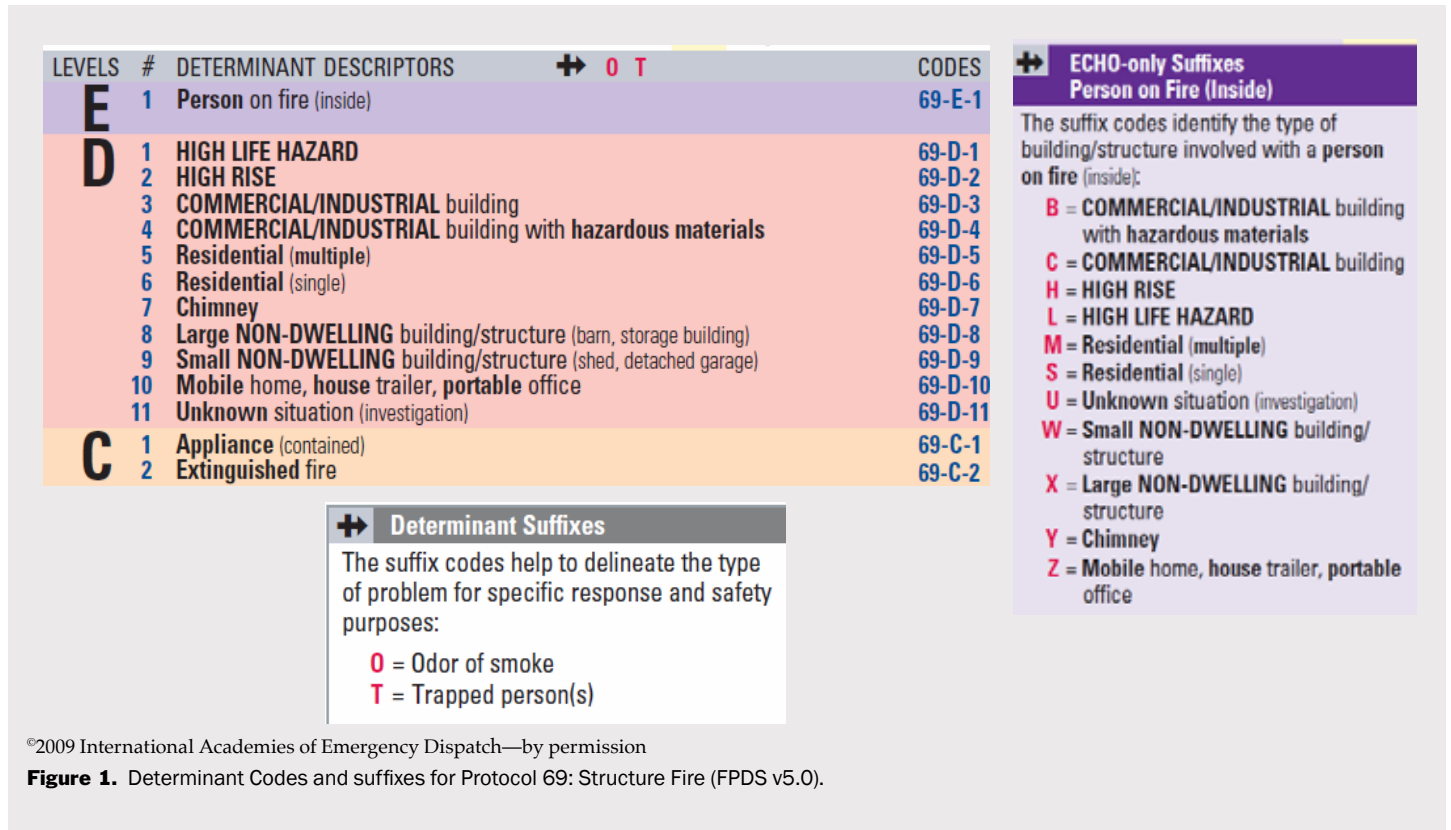 LEVELS # DETERMINANT DESCRIPTORS O T CODES
E 1 Person on fire (inside) 69-E-1
D 1 HIGH LIFE HAZARD 69-D-1
2 HIGH RISE 69-D-2
3 COMMERCIAL/INDUSTRIAL building 69-D-3
4 COMMERCIAL/INDUSTRIAL building with hazardous materials 69-D-4
5 Residential (multiple) 69-D-5
6 Residential (single) 69-D-6
7 Chimney 69-D-7
8 Large NON-DWELLING building/structure (barn, storage building) 69-D-8
9 Small NON-DWELLING building/structure (shed, detached garage) 69-D-9
10 Mobile home, house trailer, portable office 69-D-10
11 Unknown situation (investigation) 69-D-11
C 1 Appliance (contained) 69-C-1
2 Extinguished fire 69-C-2
Determinant Suffixes
The suffix codes help to delineate the type
of problem for specific response and safety
purposes:
O = Odor of smoke
T = Trapped person(s)
ECHO-only Suffixes
Person on Fire (Inside)
The suffix codes identify the type of
building/structure involved with a person
on fire (inside):
B = COMMERCIAL/INDUSTRIAL building
with hazardous materials
C = COMMERCIAL/INDUSTRIAL building
H = HIGH RISE
L = HIGH LIFE HAZARD
M = Residential (multiple)
S = Residential (single)
U = Unknown situation (investigation)
W = Small NON-DWELLING building/
structure
X = Large NON-DWELLING building/
structure
Y = Chimney
Z = Mobile home, house trailer, portable
office
©2009 International Academies of Emergency Dispatch—by permission
Figure 1. Determinant Codes and suffixes for Protocol 69: Structure Fire (FPDS v5.0).